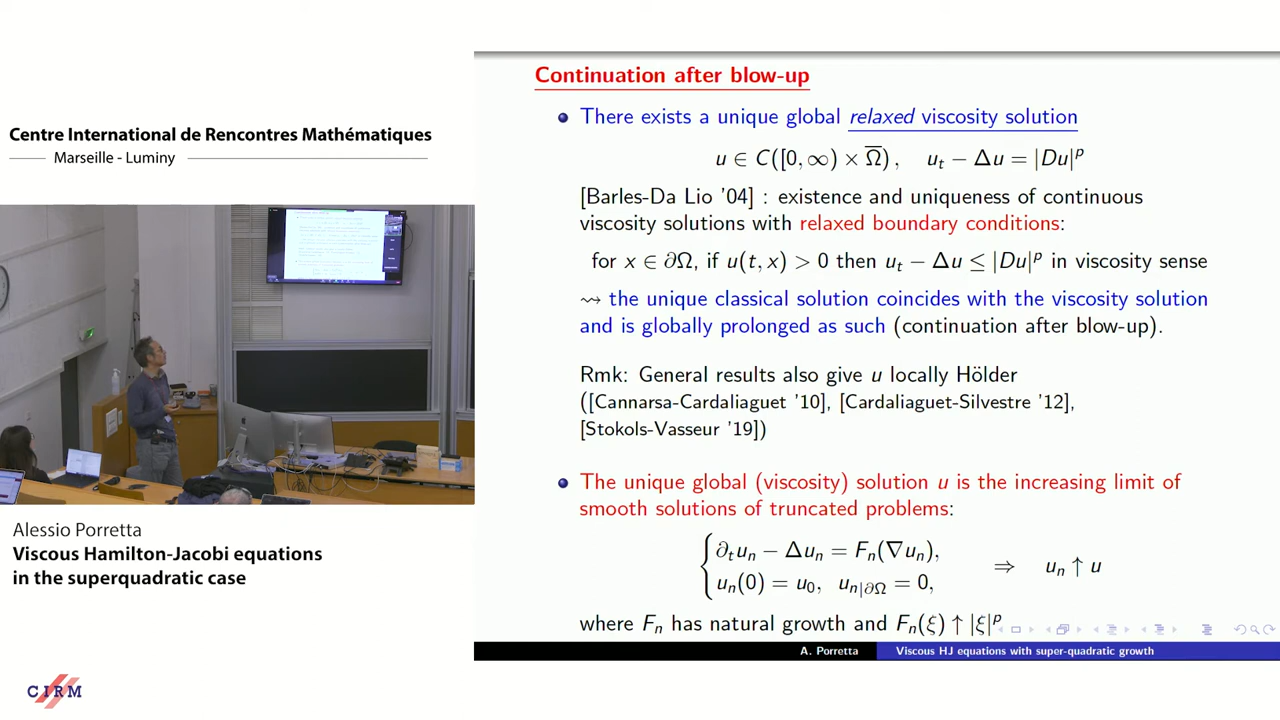 Centre International de Rencontres Mathématiques
Marseille - Luminy
Alessio Porretta
Viscous Hamilton-Jacobi equations
in the superquadratic case
CIRM
Continuation after blow-up
There exists a unique global relaxed viscosity solution
u ∈ C([0, ∞) × Ω̅) ,   u_t − Δu = |Du|^p
[Barles-Da Lio '04] : existence and uniqueness of continuous
viscosity solutions with relaxed boundary conditions:
for x ∈ ∂Ω, if u(t, x) > 0 then u_t − Δu ≤ |Du|^p in viscosity sense
⇝ the unique classical solution coincides with the viscosity solution
and is globally prolonged as such (continuation after blow-up).
Rmk: General results also give u locally Hölder
([Cannarsa-Cardaliaguet '10], [Cardaliaguet-Silvestre '12],
[Stokols-Vasseur '19])
The unique global (viscosity) solution u is the increasing limit of
smooth solutions of truncated problems:
∂_t u_n − Δu_n = F_n(∇u_n),
u_n(0) = u_0,   u_n|∂Ω = 0,   ⇒   u_n ↑ u
where F_n has natural growth and F_n(ξ) ↑ |ξ|^p
A. Porretta   Viscous HJ equations with super-quadratic growth